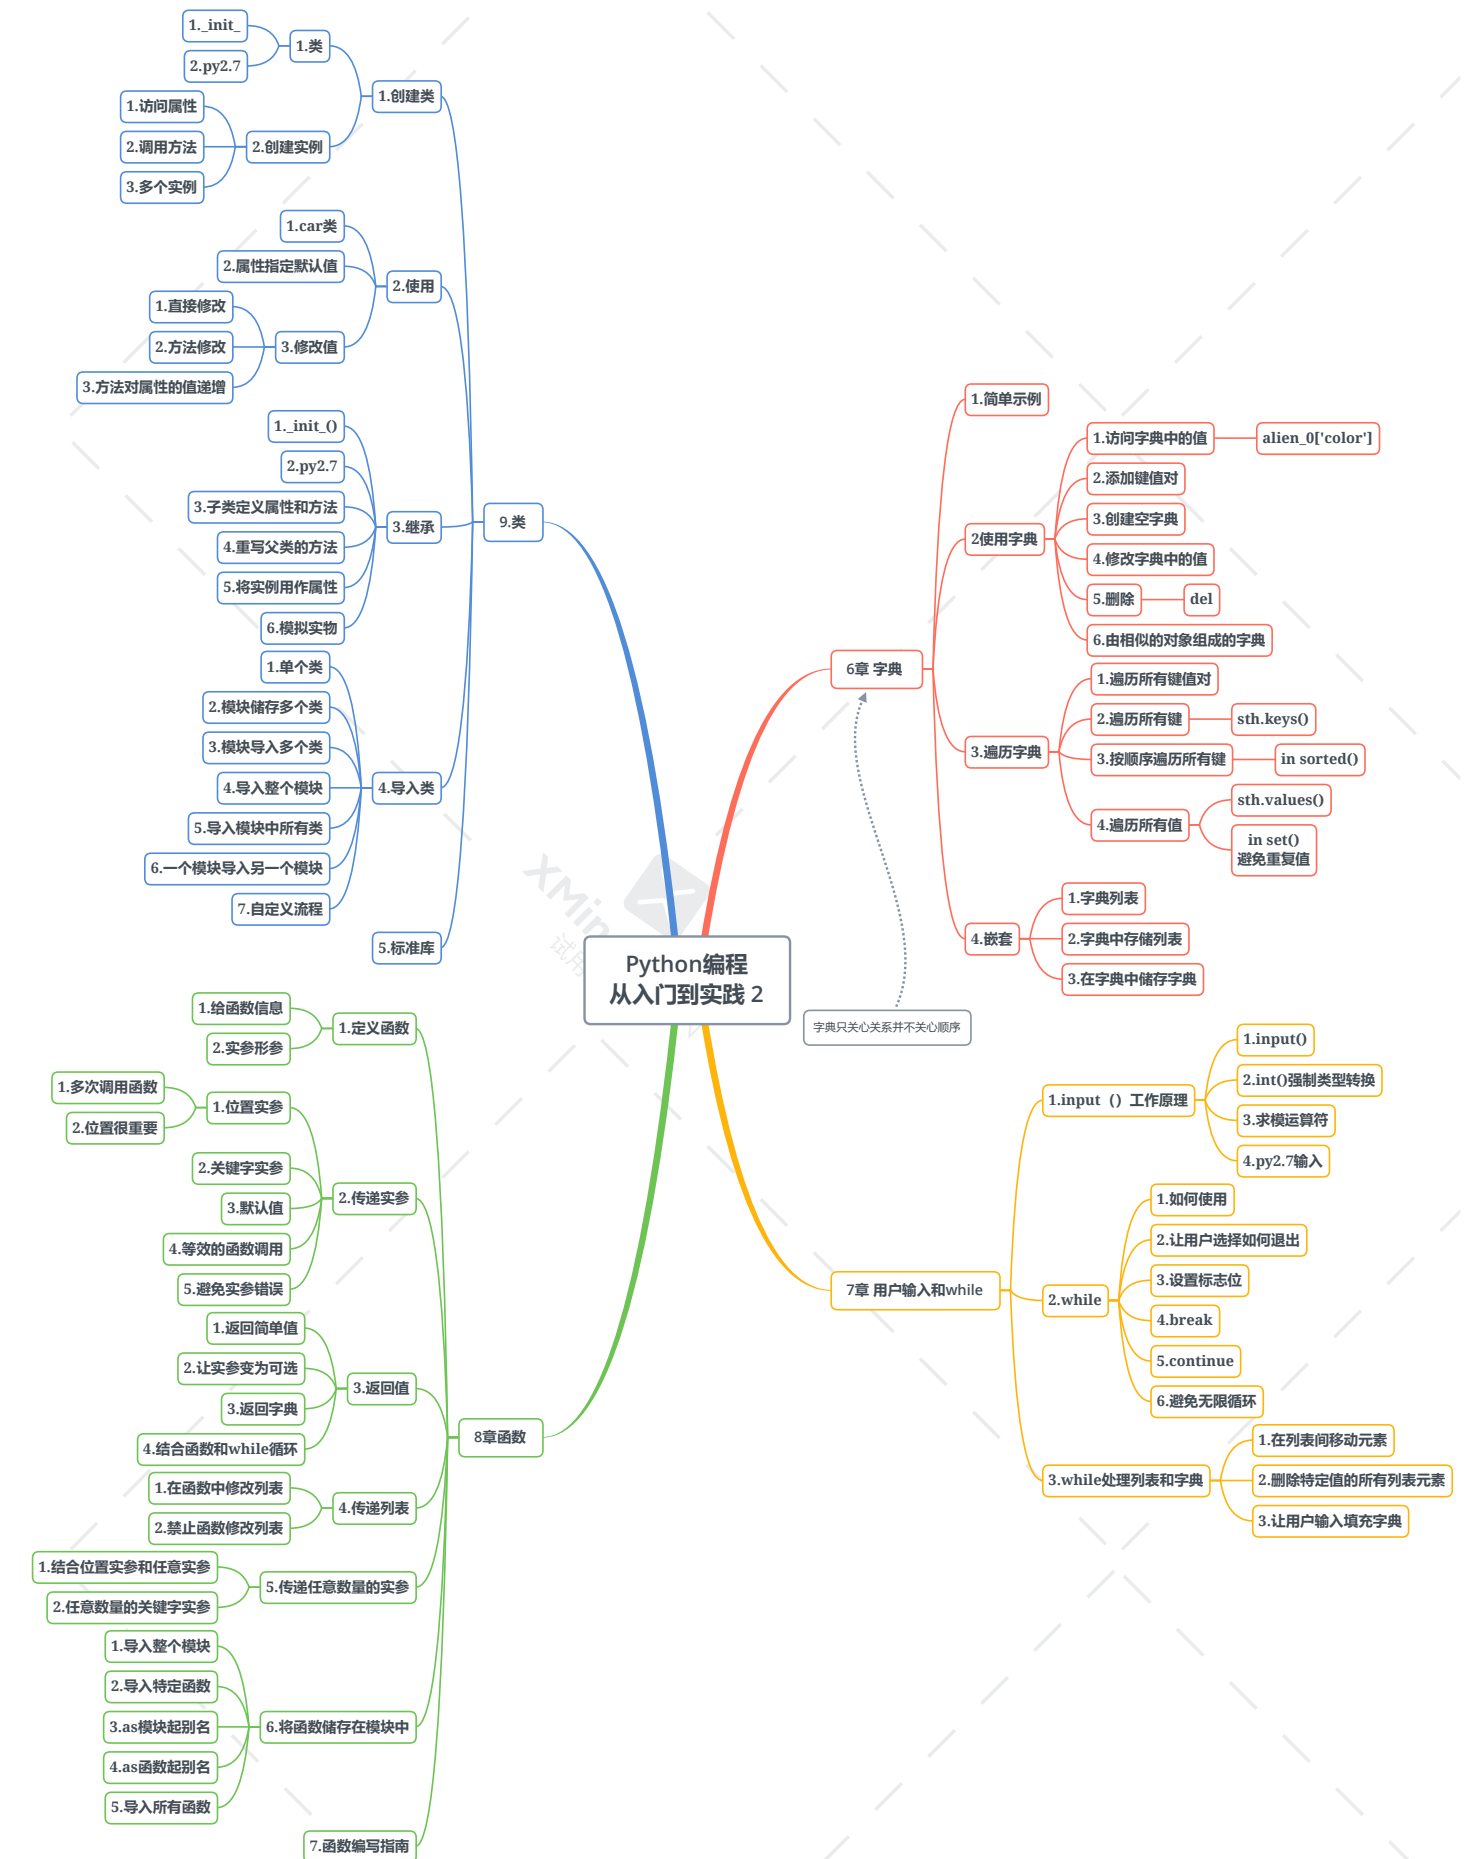 Python编程
从入门到实践 2
6章 字典
1.简单示例
2使用字典
1.访问字典中的值
alien_0['color']
2.添加键值对
3.创建空字典
4.修改字典中的值
5.删除
del
6.由相似的对象组成的字典
3.遍历字典
1.遍历所有键值对
2.遍历所有键
sth.keys()
3.按顺序遍历所有键
in sorted()
4.遍历所有值
sth.values()
in set()
避免重复值
4.嵌套
1.字典列表
2.字典中存储列表
3.在字典中储存字典
字典只关心关系并不关心顺序
7章 用户输入和while
1.input（）工作原理
1.input()
2.int()强制类型转换
3.求模运算符
4.py2.7输入
2.while
1.如何使用
2.让用户选择如何退出
3.设置标志位
4.break
5.continue
6.避免无限循环
3.while处理列表和字典
1.在列表间移动元素
2.删除特定值的所有列表元素
3.让用户输入填充字典
8章函数
1.定义函数
1.给函数信息
2.实参形参
2.传递实参
1.位置实参
1.多次调用函数
2.位置很重要
2.关键字实参
3.默认值
4.等效的函数调用
5.避免实参错误
3.返回值
1.返回简单值
2.让实参变为可选
3.返回字典
4.结合函数和while循环
4.传递列表
1.在函数中修改列表
2.禁止函数修改列表
5.传递任意数量的实参
1.结合位置实参和任意实参
2.任意数量的关键字实参
6.将函数储存在模块中
1.导入整个模块
2.导入特定函数
3.as模块起别名
4.as函数起别名
5.导入所有函数
7.函数编写指南
9.类
1.创建类
1.类
1._init_
2.py2.7
2.创建实例
1.访问属性
2.调用方法
3.多个实例
2.使用
1.car类
2.属性指定默认值
3.修改值
1.直接修改
2.方法修改
3.方法对属性的值递增
3.继承
1._init_()
2.py2.7
3.子类定义属性和方法
4.重写父类的方法
5.将实例用作属性
6.模拟实物
4.导入类
1.单个类
2.模块储存多个类
3.模块导入多个类
4.导入整个模块
5.导入模块中所有类
6.一个模块导入另一个模块
7.自定义流程
5.标准库
XMin
试用